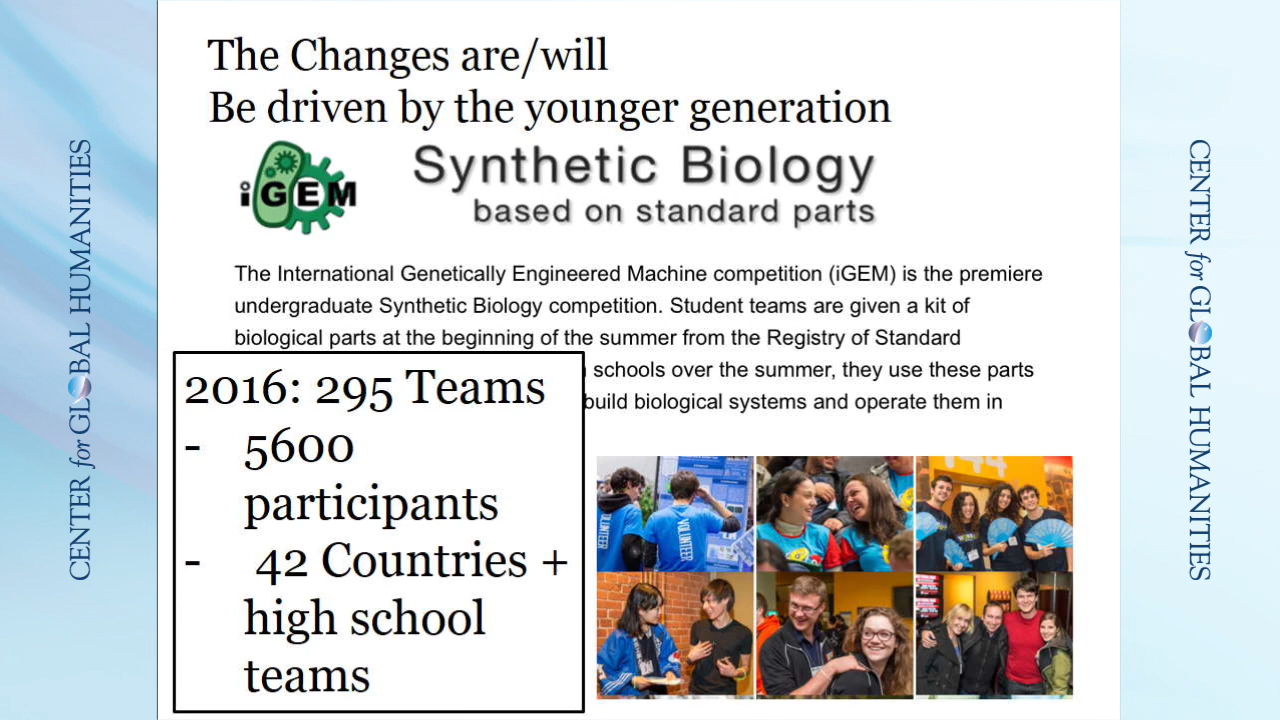 The Changes are/will
Be driven by the younger generation
iGEM
Synthetic Biology
based on standard parts
The International Genetically Engineered Machine competition (iGEM) is the premiere
undergraduate Synthetic Biology competition. Student teams are given a kit of
biological parts at the beginning of the summer from the Registry of Standard
schools over the summer, they use these parts
build biological systems and operate them in
2016: 295 Teams
- 5600
participants
- 42 Countries +
high school
teams
VOLUNTEER
VOLUNTEER
CENTER for GLOBAL HUMANITIES
CENTER for GLOBAL HUMANITIES